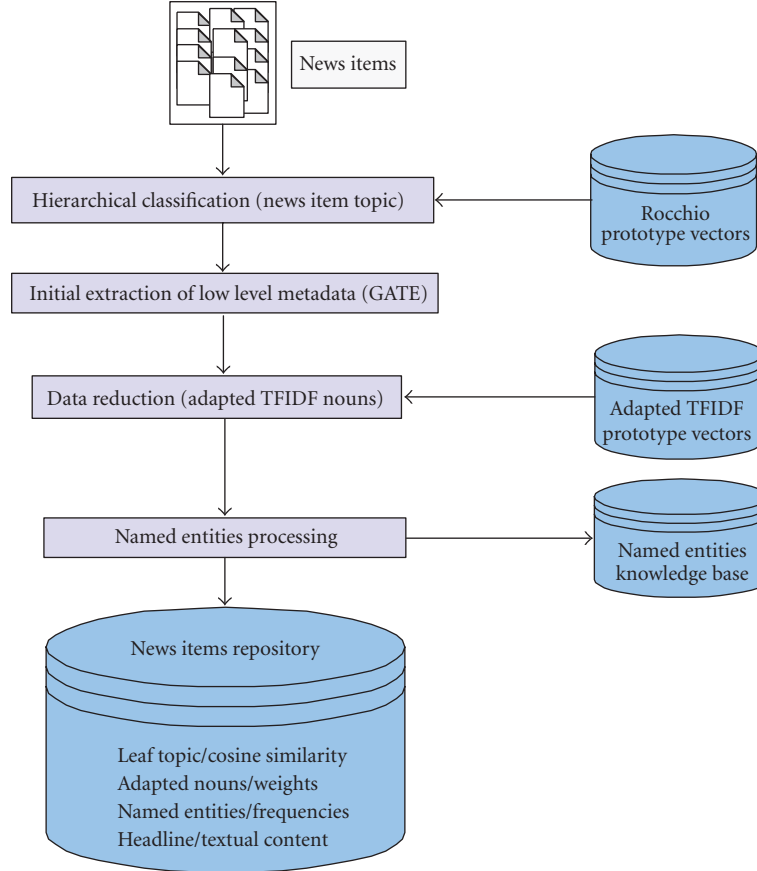 News items
Hierarchical classification (news item topic)
Rocchio
prototype vectors
Initial extraction of low level metadata (GATE)
Data reduction (adapted TFIDF nouns)
Adapted TFIDF
prototype vectors
Named entities processing
Named entities
knowledge base
News items repository
Leaf topic/cosine similarity
Adapted nouns/weights
Named entities/frequencies
Headline/textual content